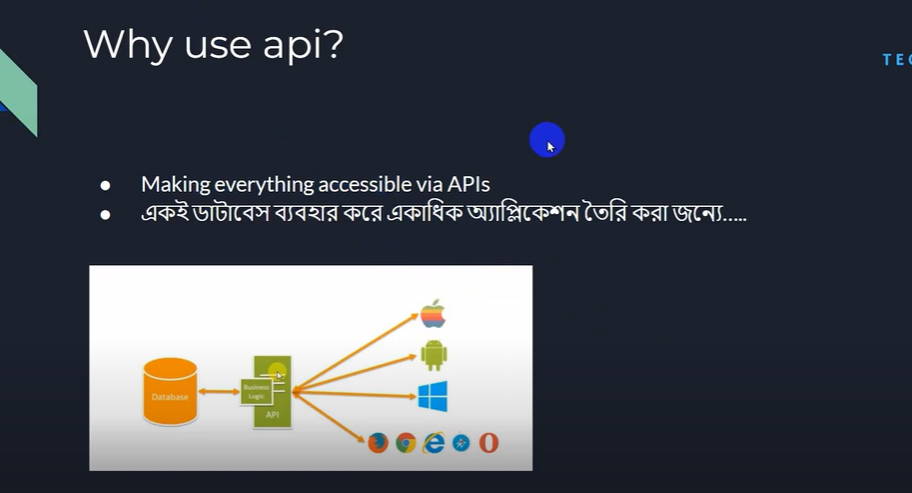 Why use api?
TEC
● Making everything accessible via APIs
● একই ডাটাবেস ব্যবহার করে একাধিক অ্যাপ্লিকেশন তৈরি করা জন্যে.....
Database
Business
Logic
API